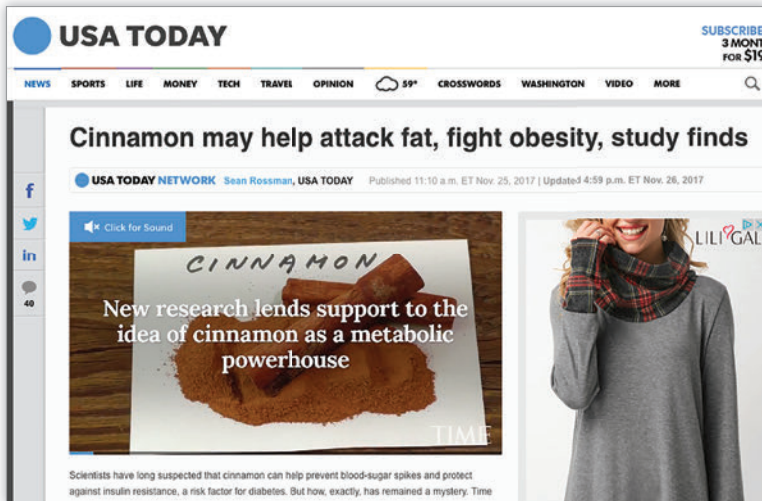 USA TODAY
SUBSCRIBE
3 MONT
FOR $19
NEWS SPORTS LIFE MONEY TECH TRAVEL OPINION 59° CROSSWORDS WASHINGTON VIDEO MORE
Cinnamon may help attack fat, fight obesity, study finds
USA TODAY NETWORK Sean Rossman, USA TODAY Published 11:10 a.m. ET Nov. 25, 2017 | Updated 4:59 p.m. ET Nov. 26, 2017
f
in
40
Click for Sound
CINNAMON
New research lends support to the
idea of cinnamon as a metabolic
powerhouse
TIME
LILI GAL
Scientists have long suspected that cinnamon can help prevent blood-sugar spikes and protect
against insulin resistance, a risk factor for diabetes. But how, exactly, has remained a mystery. Time